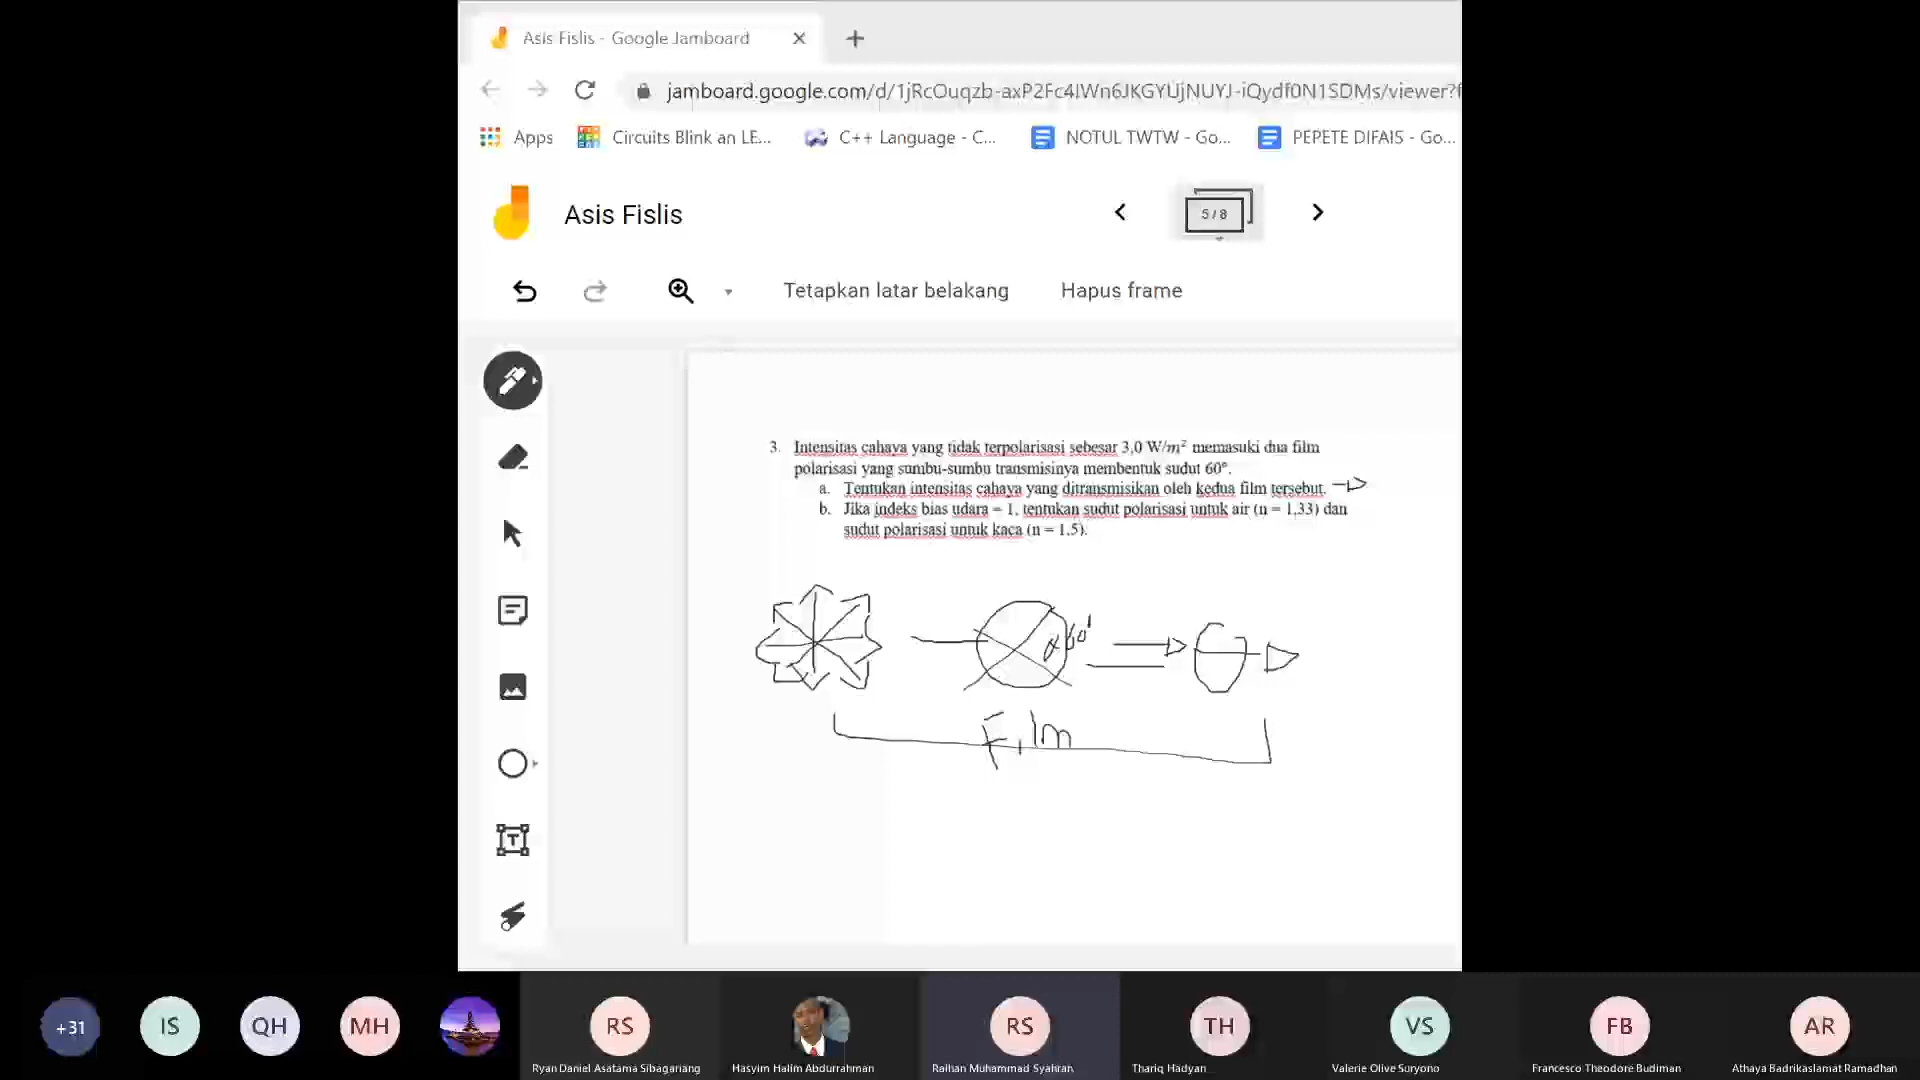 Asis Fislis - Google Jamboard
jamboard.google.com/d/1jRcOuqzb-axP2Fc4IWn6JKGYUjNUYJ-iQydf0N1SDMs/viewer?f
Apps Circuits Blink an LE... C++ Language - C... NOTUL TWTW - Go... PEPETE DIFAIS - Go...
Asis Fislis
5 / 8
Tetapkan latar belakang Hapus frame
3. Intensitas cahaya yang tidak terpolarisasi sebesar 3,0 W/m² memasuki dua film
polarisasi yang sumbu-sumbu transmisinya membentuk sudut 60°.
a. Tentukan intensitas cahaya yang ditransmisikan oleh kedua film tersebut.
b. Jika indeks bias udara = 1, tentukan sudut polarisasi untuk air (n = 1,33) dan
sudut polarisasi untuk kaca (n = 1,5).
60°
Film
+31 IS QH MH RS RS TH VS FB AR
Ryan Daniel Asatama Sibagariang Hasyim Halim Abdurrahman Raihan Muhammad Syahran Thariq Hadyan Valerie Olive Suryono Francesco Theodore Budiman Athaya Badrikaslamat Ramadhan